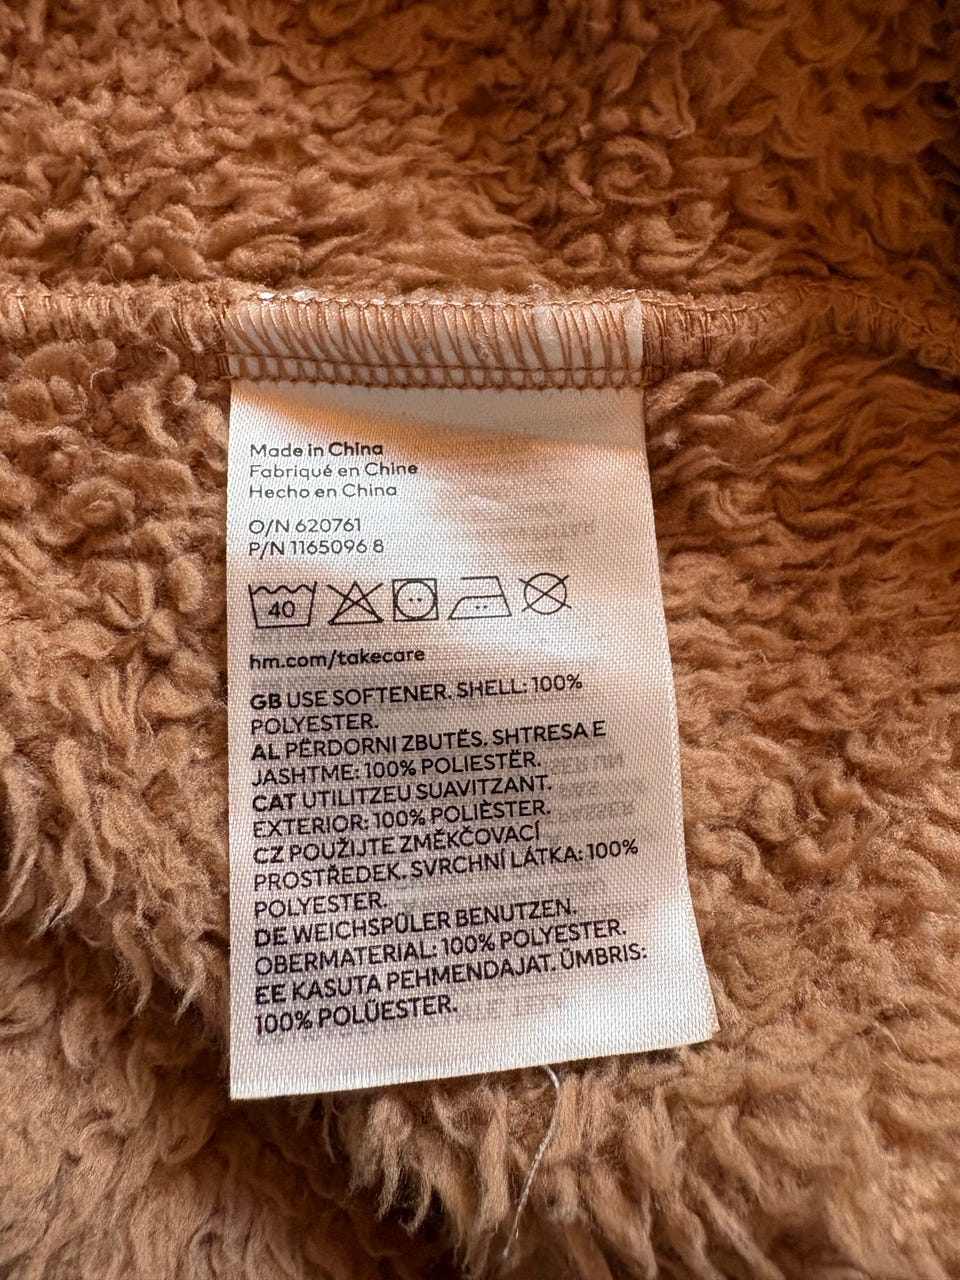 Made in China
Fabriqué en Chine
Hecho en China
O/N 620761
P/N 1165096 8
40
hm.com/takecare
GB USE SOFTENER. SHELL: 100%
POLYESTER.
AL PËRDORNI ZBUTËS. SHTRESA E
JASHTME: 100% POLIESTËR.
CAT UTILITZEU SUAVITZANT.
EXTERIOR: 100% POLIÈSTER.
CZ POUŽIJTE ZMĚKČOVACÍ
PROSTŘEDEK. SVRCHNÍ LÁTKA: 100%
POLYESTER.
DE WEICHSPÜLER BENUTZEN.
OBERMATERIAL: 100% POLYESTER.
EE KASUTA PEHMENDAJAT. ÜMBRIS:
100% POLÜESTER.